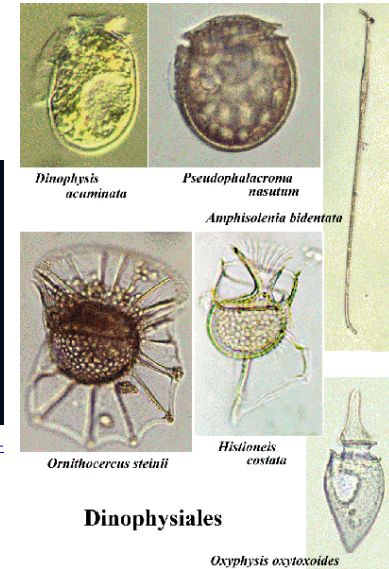 Dinophysis
acuminata
Pseudophalacroma
nasutum
Amphisolenia bidentata
Ornithocercus steinii
Histioneis
costata
Dinophysiales
Oxyphysis oxytoxoides